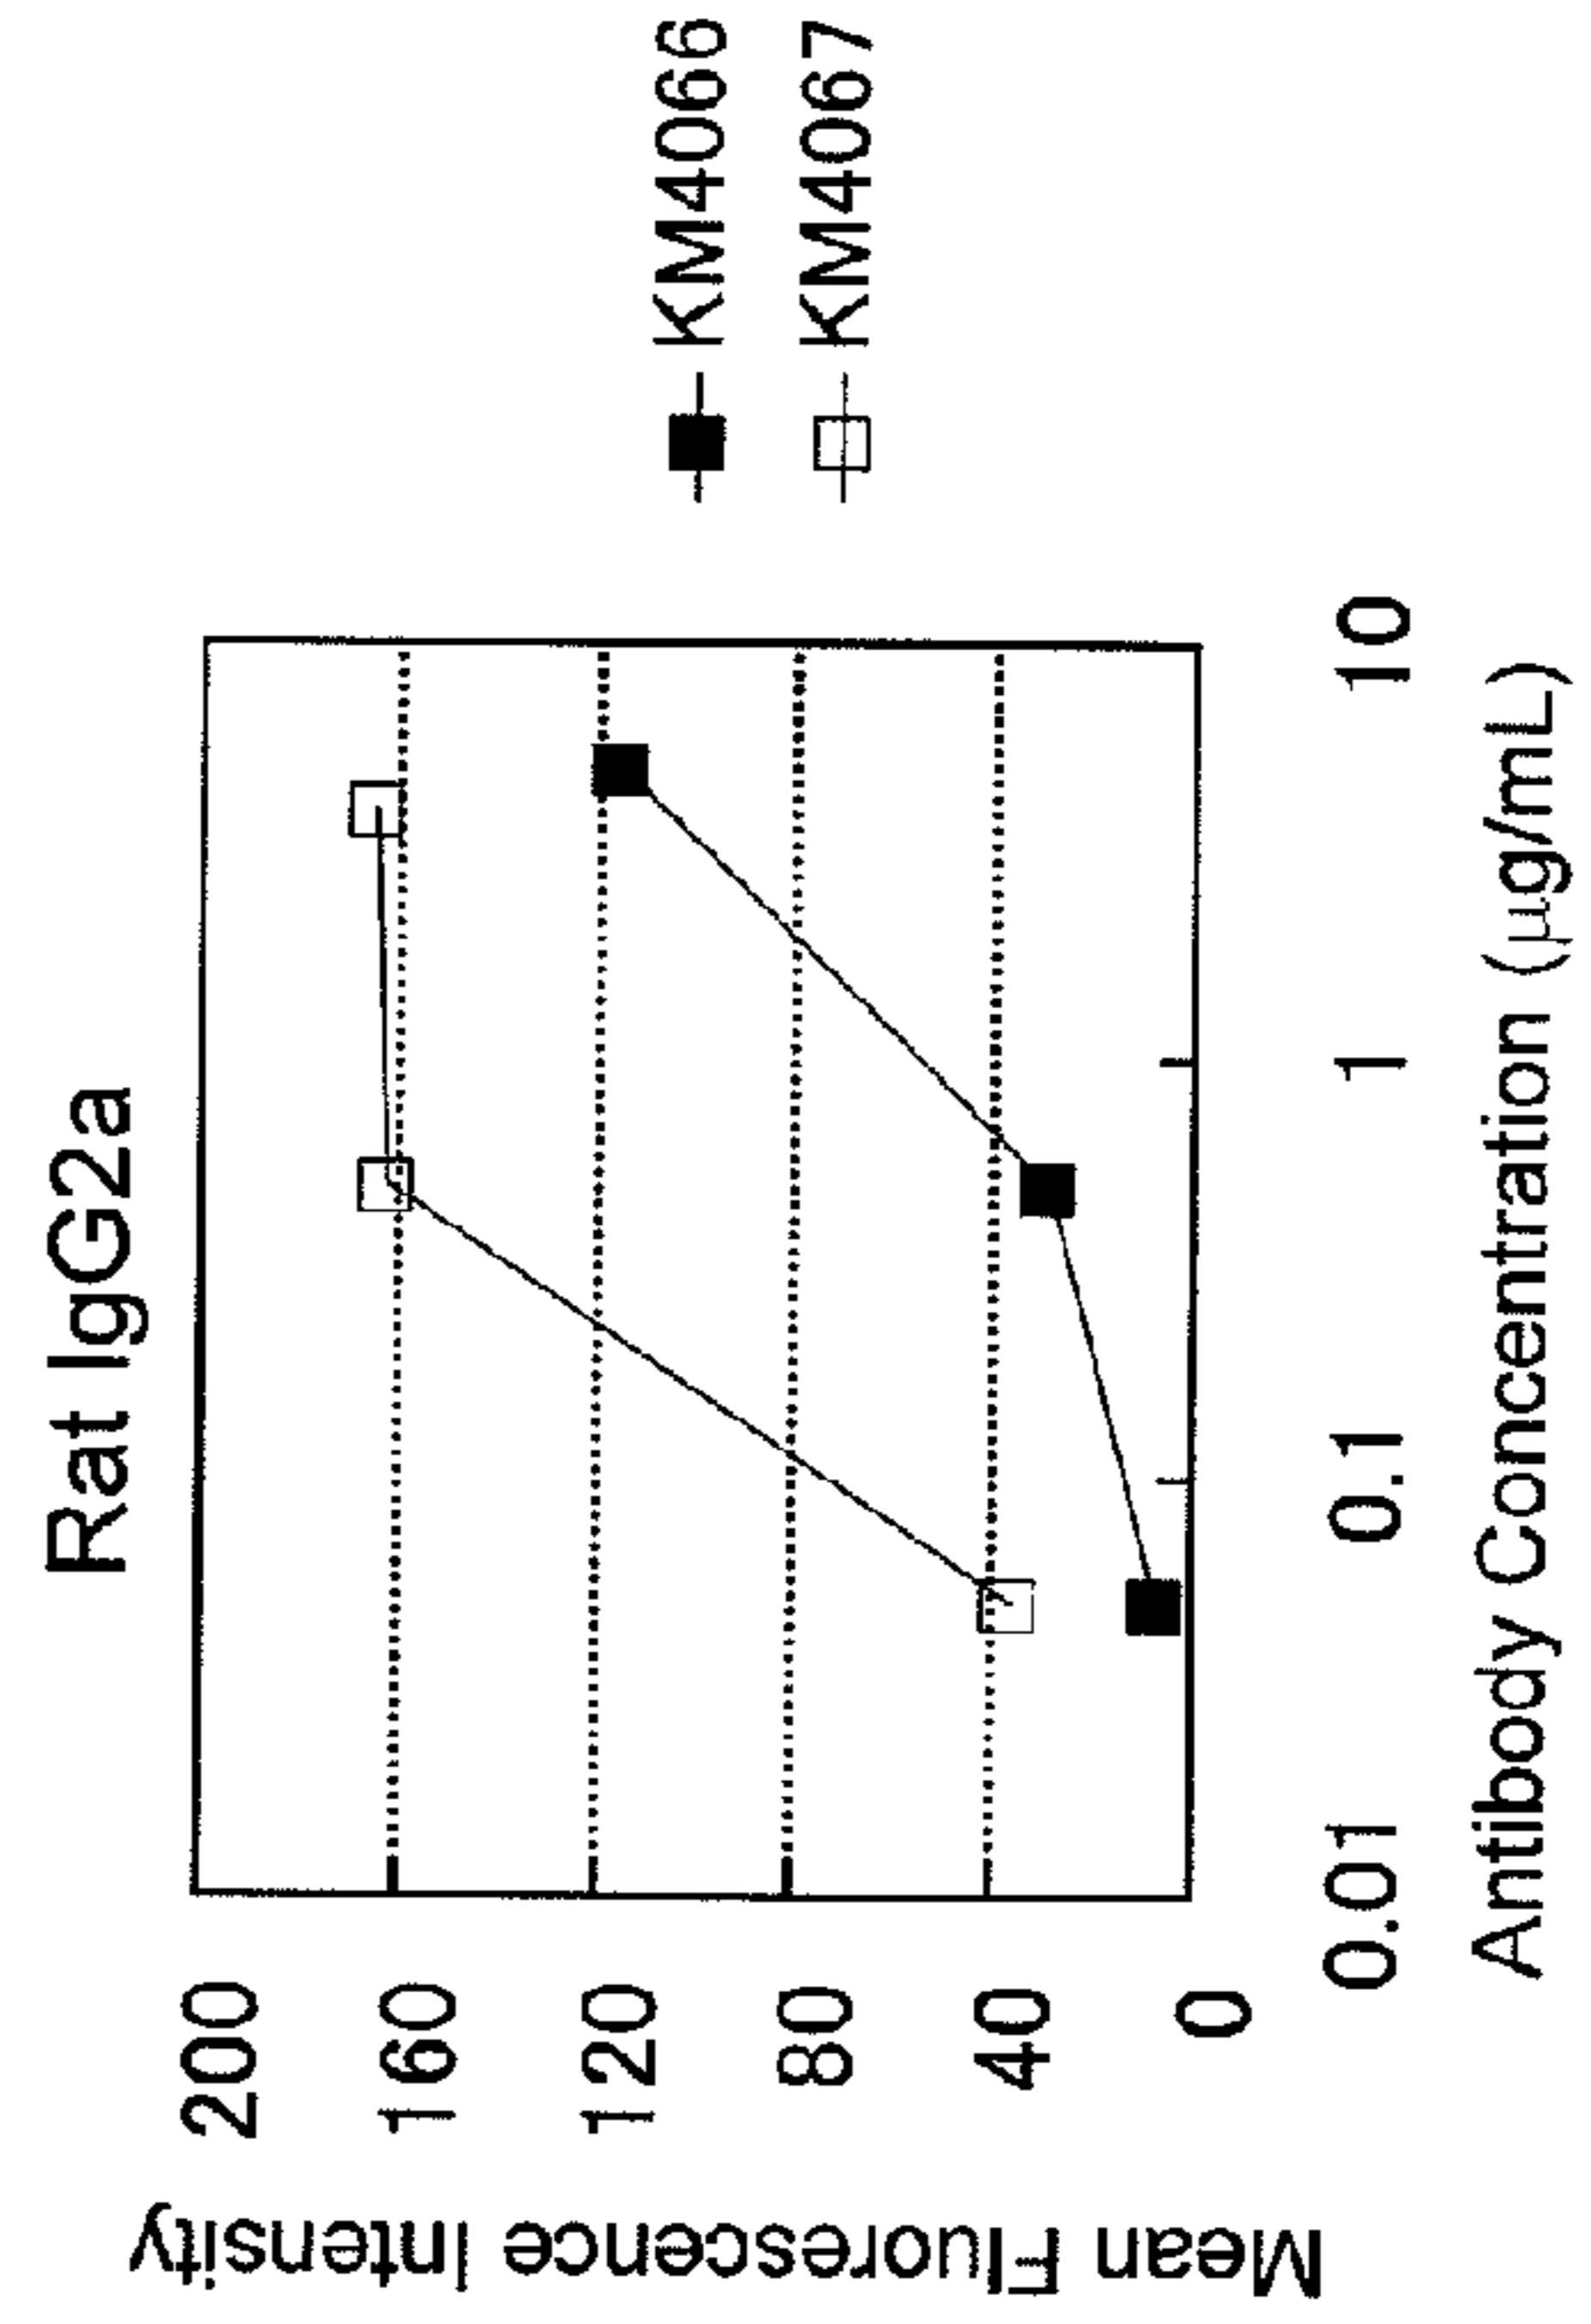 Rat IgG2a
Mean Fluorescence Intensity
200
160
120
80
40
0
0.01 0.1 1 10
Antibody Concentration (μg/mL)
KM4066
KM4067